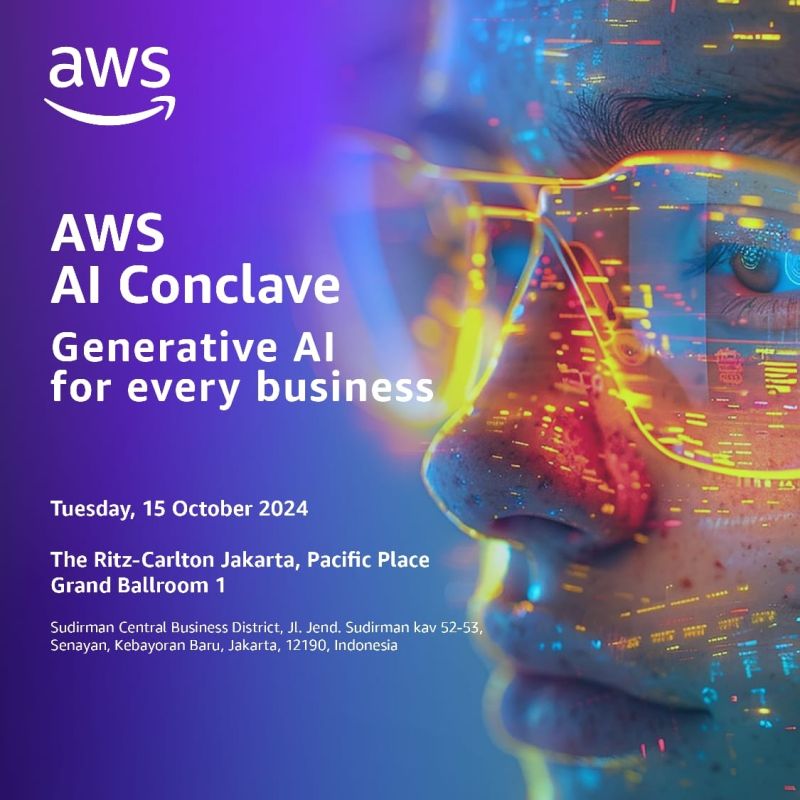 aws
AWS
AI Conclave
Generative AI
for every business
Tuesday, 15 October 2024
The Ritz-Carlton Jakarta, Pacific Place
Grand Ballroom 1
Sudirman Central Business District, Jl. Jend. Sudirman kav 52-53,
Senayan, Kebayoran Baru, Jakarta, 12190, Indonesia